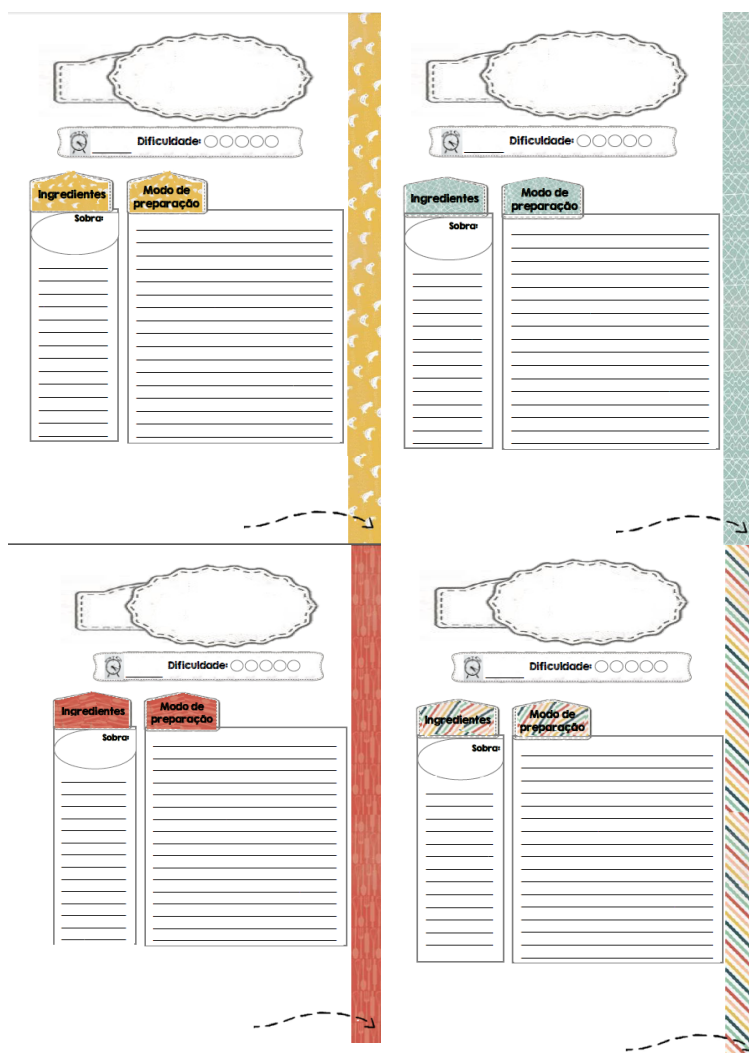 Dificuldade:
Ingredientes
Modo de
preparação
Sobra:
Dificuldade:
Ingredientes
Modo de
preparação
Sobra:
Dificuldade:
Ingredientes
Modo de
preparação
Sobra:
Dificuldade:
Ingredientes
Modo de
preparação
Sobra: